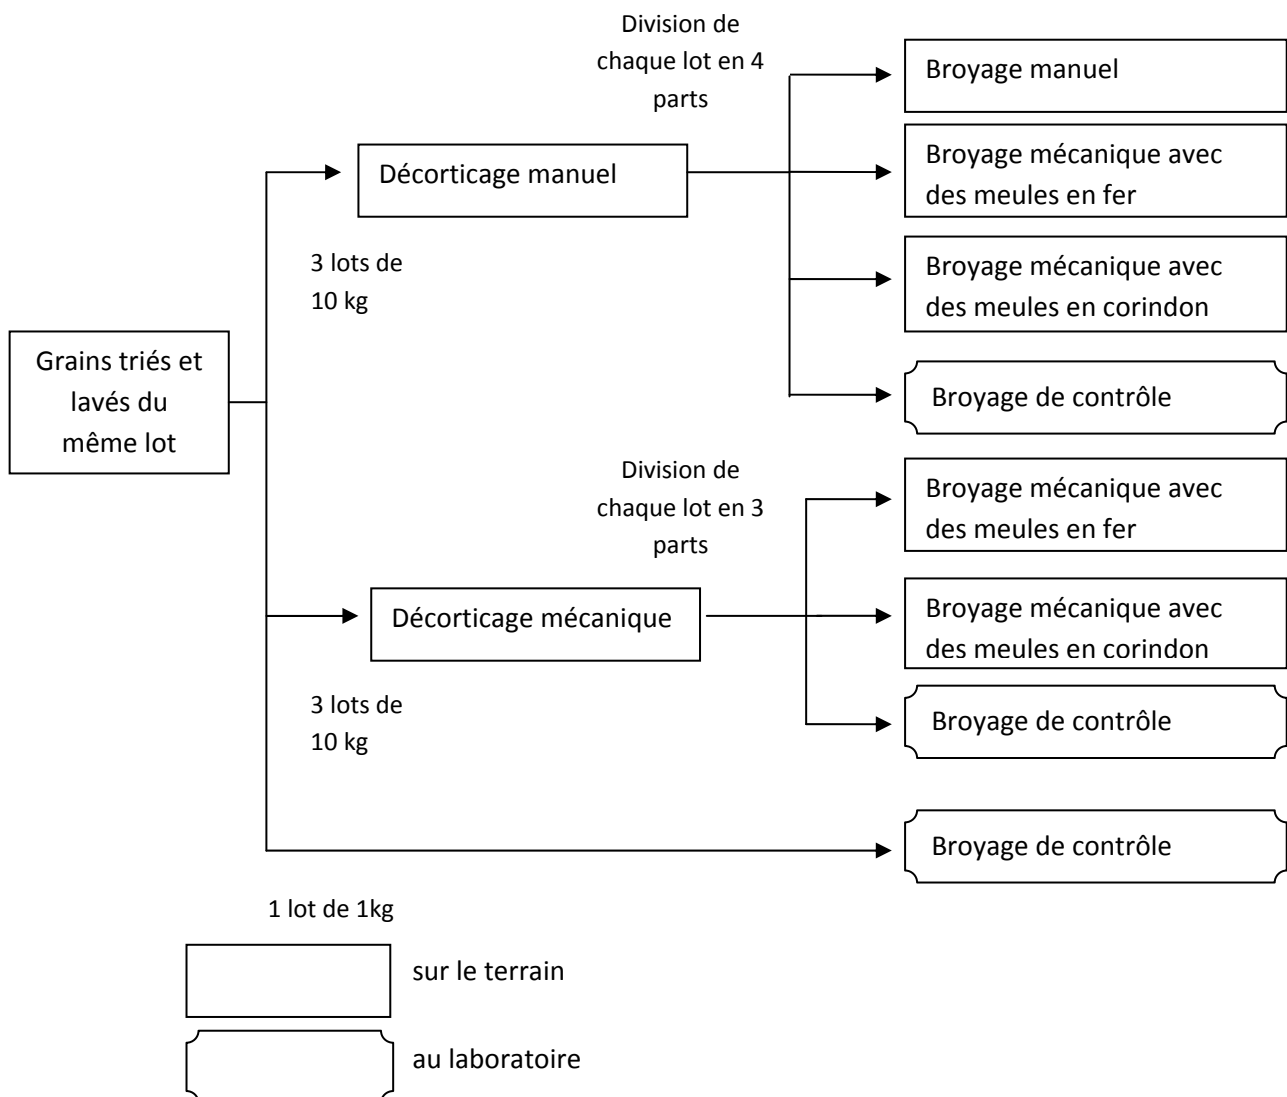 Division de
chaque lot en 4
parts
Broyage manuel
Broyage mécanique avec
des meules en fer
Décorticage manuel
Broyage mécanique avec
des meules en corindon
3 lots de
10 kg
Grains triés et
lavés du
même lot
Broyage de contrôle
Division de
chaque lot en 3
parts
Broyage mécanique avec
des meules en fer
Décorticage mécanique
Broyage mécanique avec
des meules en corindon
3 lots de
10 kg
Broyage de contrôle
Broyage de contrôle
1 lot de 1kg
sur le terrain
au laboratoire